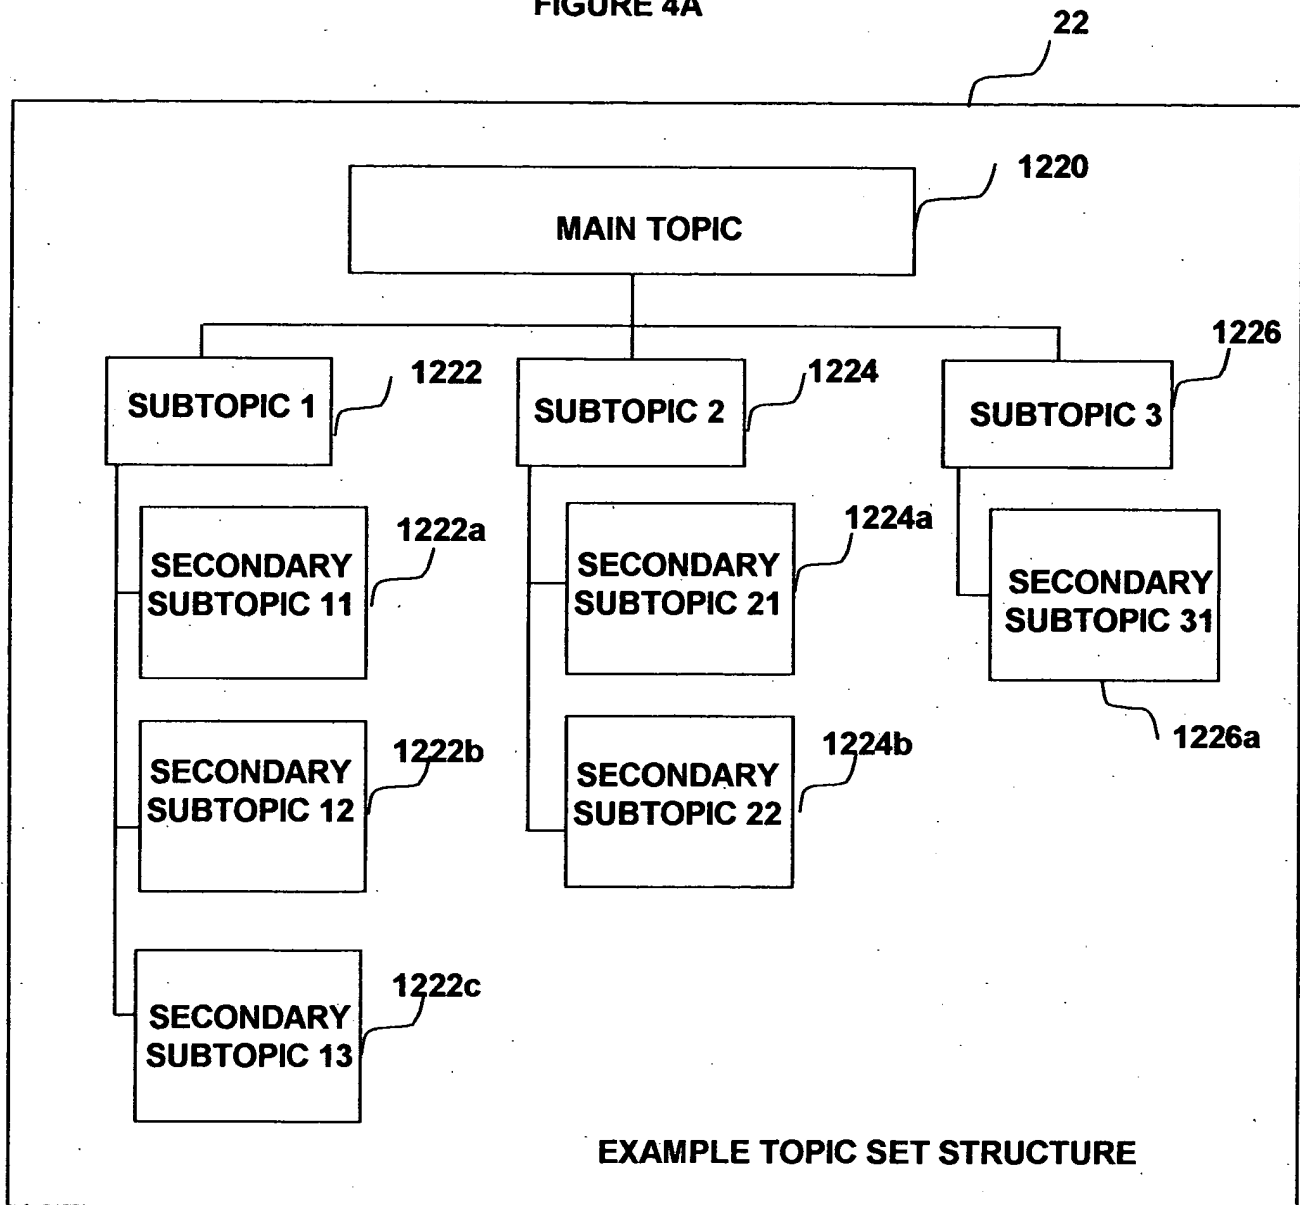 FIGURE 4A
22
1220
MAIN TOPIC
1226
1222
1224
SUBTOPIC 1
SUBTOPIC 2
SUBTOPIC 3
1222a
1224a
SECONDARY
SUBTOPIC 11
SECONDARY
SUBTOPIC 21
SECONDARY
SUBTOPIC 31
1226a
1222b
1224b
SECONDARY
SUBTOPIC 12
SECONDARY
SUBTOPIC 22
1222c
SECONDARY
SUBTOPIC 13
EXAMPLE TOPIC SET STRUCTURE